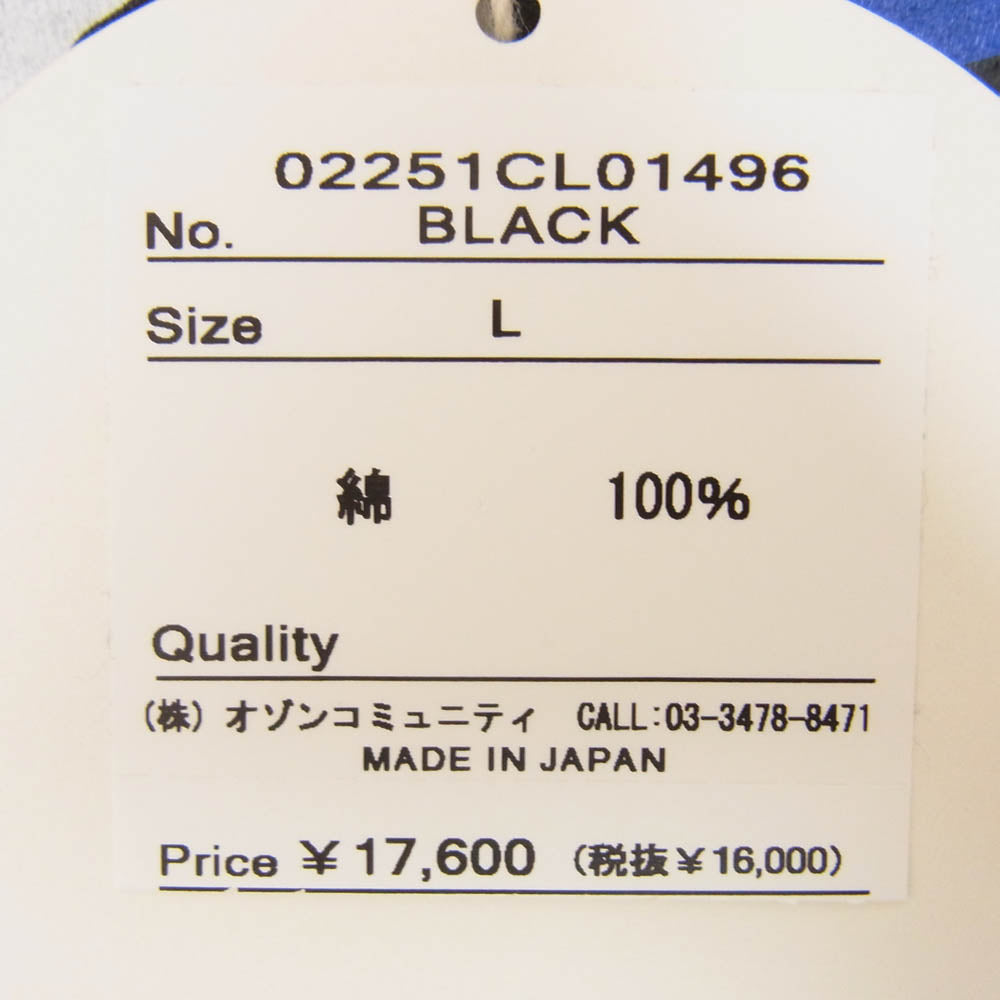 02251CL01496
No. BLACK
Size L
綿 100%
Quality
(株) オゾンコミュニティ CALL:03-3478-8471
MADE IN JAPAN
Price ¥17,600 (税抜¥16,000)